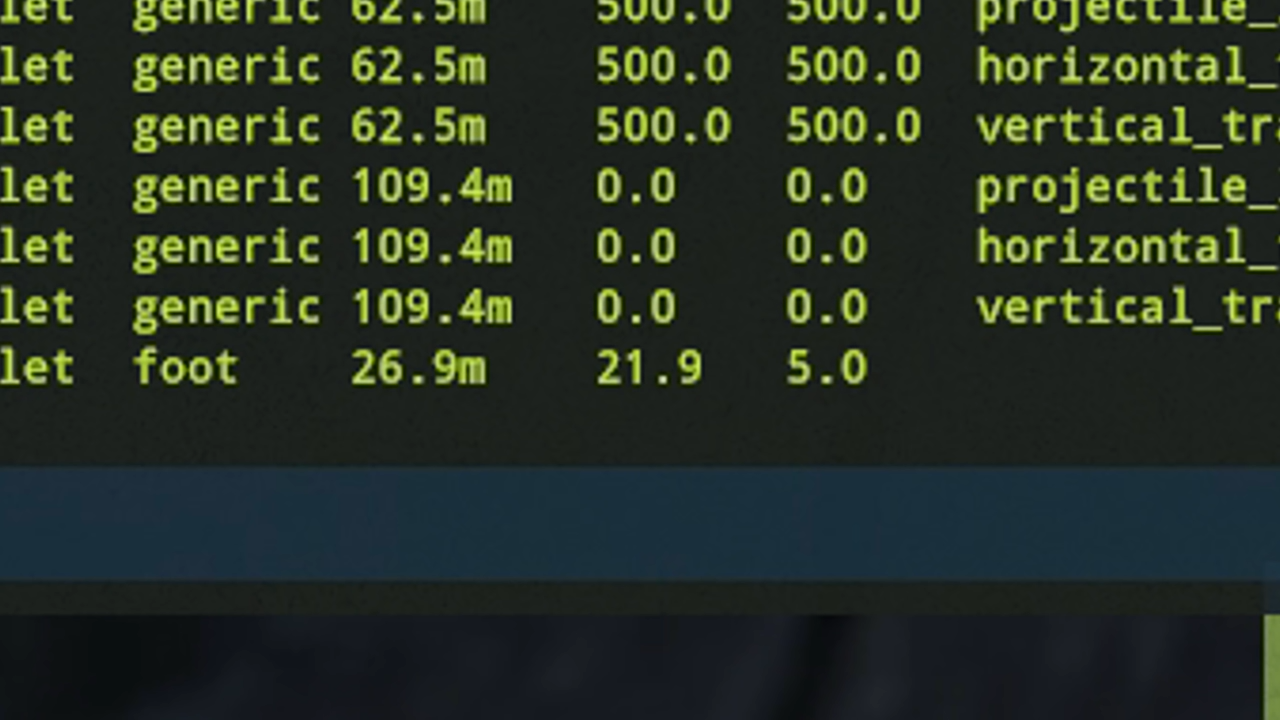 let generic 62.5m 500.0 500.0 projectile_
let generic 62.5m 500.0 500.0 horizontal_
let generic 62.5m 500.0 500.0 vertical_tra
let generic 109.4m 0.0 0.0 projectile_
let generic 109.4m 0.0 0.0 horizontal_
let generic 109.4m 0.0 0.0 vertical_tra
let foot 26.9m 21.9 5.0